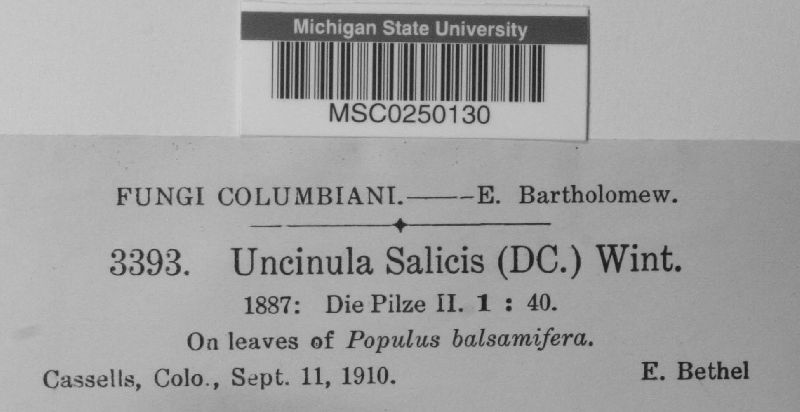 Michigan State University
MSC0250130
FUNGI COLUMBIANI.——-E. Bartholomew.
3393. Uncinula Salicis (DC.) Wint.
1887: Die Pilze II. 1 : 40.
On leaves of Populus balsamifera.
Cassells, Colo., Sept. 11, 1910. E. Bethel